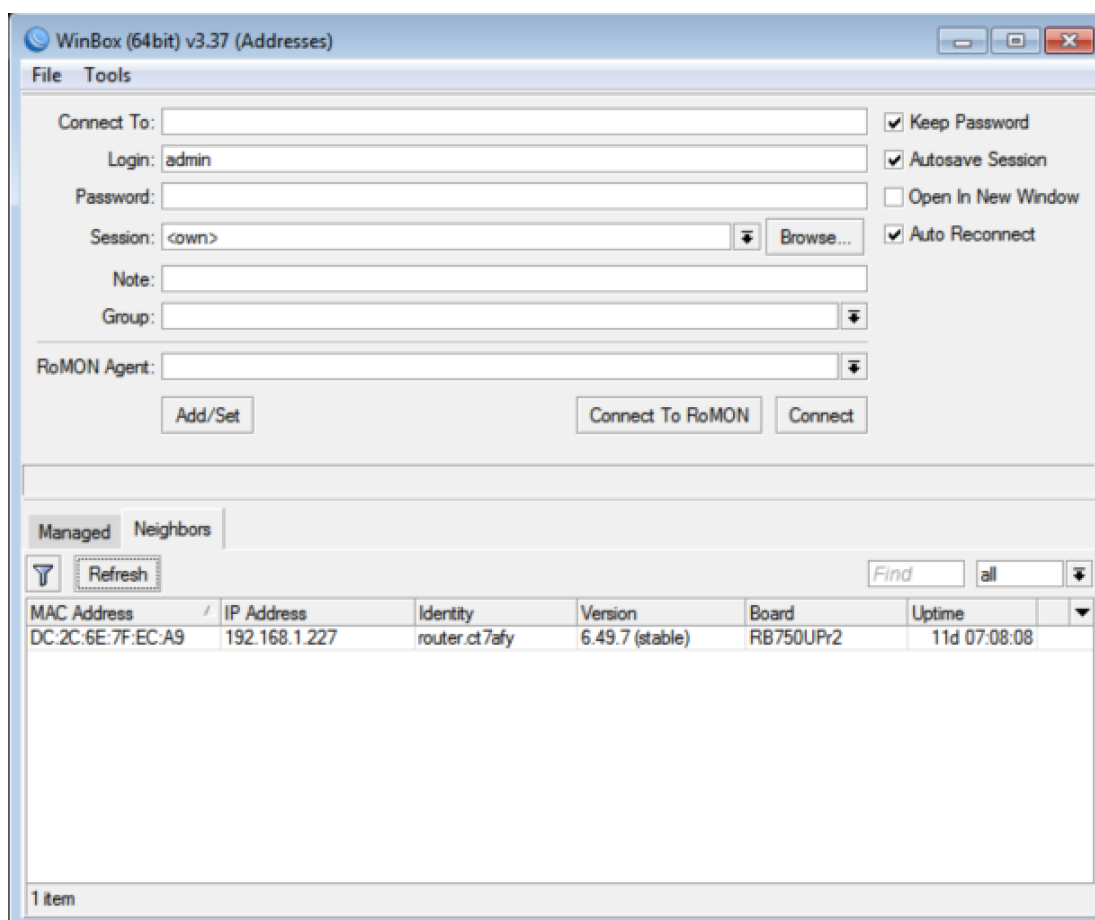 WinBox (64bit) v3.37 (Addresses)
File Tools
Connect To: Keep Password
Login: admin Autosave Session
Password: Open In New Window
Session: <own> Browse... Auto Reconnect
Note:
Group:
RoMON Agent:
Add/Set Connect To RoMON Connect
Managed Neighbors
Refresh Find all
MAC Address IP Address Identity Version Board Uptime
DC:2C:6E:7F:EC:A9 192.168.1.227 router.ct7afy 6.49.7 (stable) RB750UPr2 11d 07:08:08
1 item